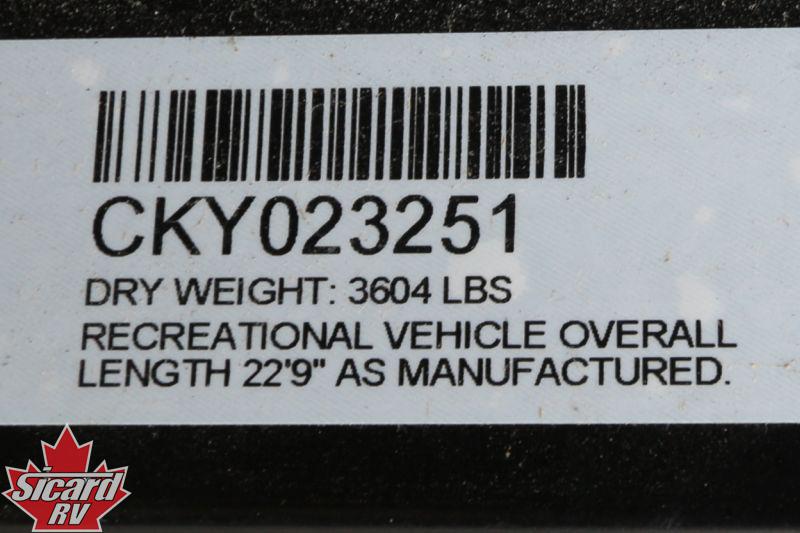 CKY023251
DRY WEIGHT: 3604 LBS
RECREATIONAL VEHICLE OVERALL
LENGTH 22'9" AS MANUFACTURED.
Sicard
RV